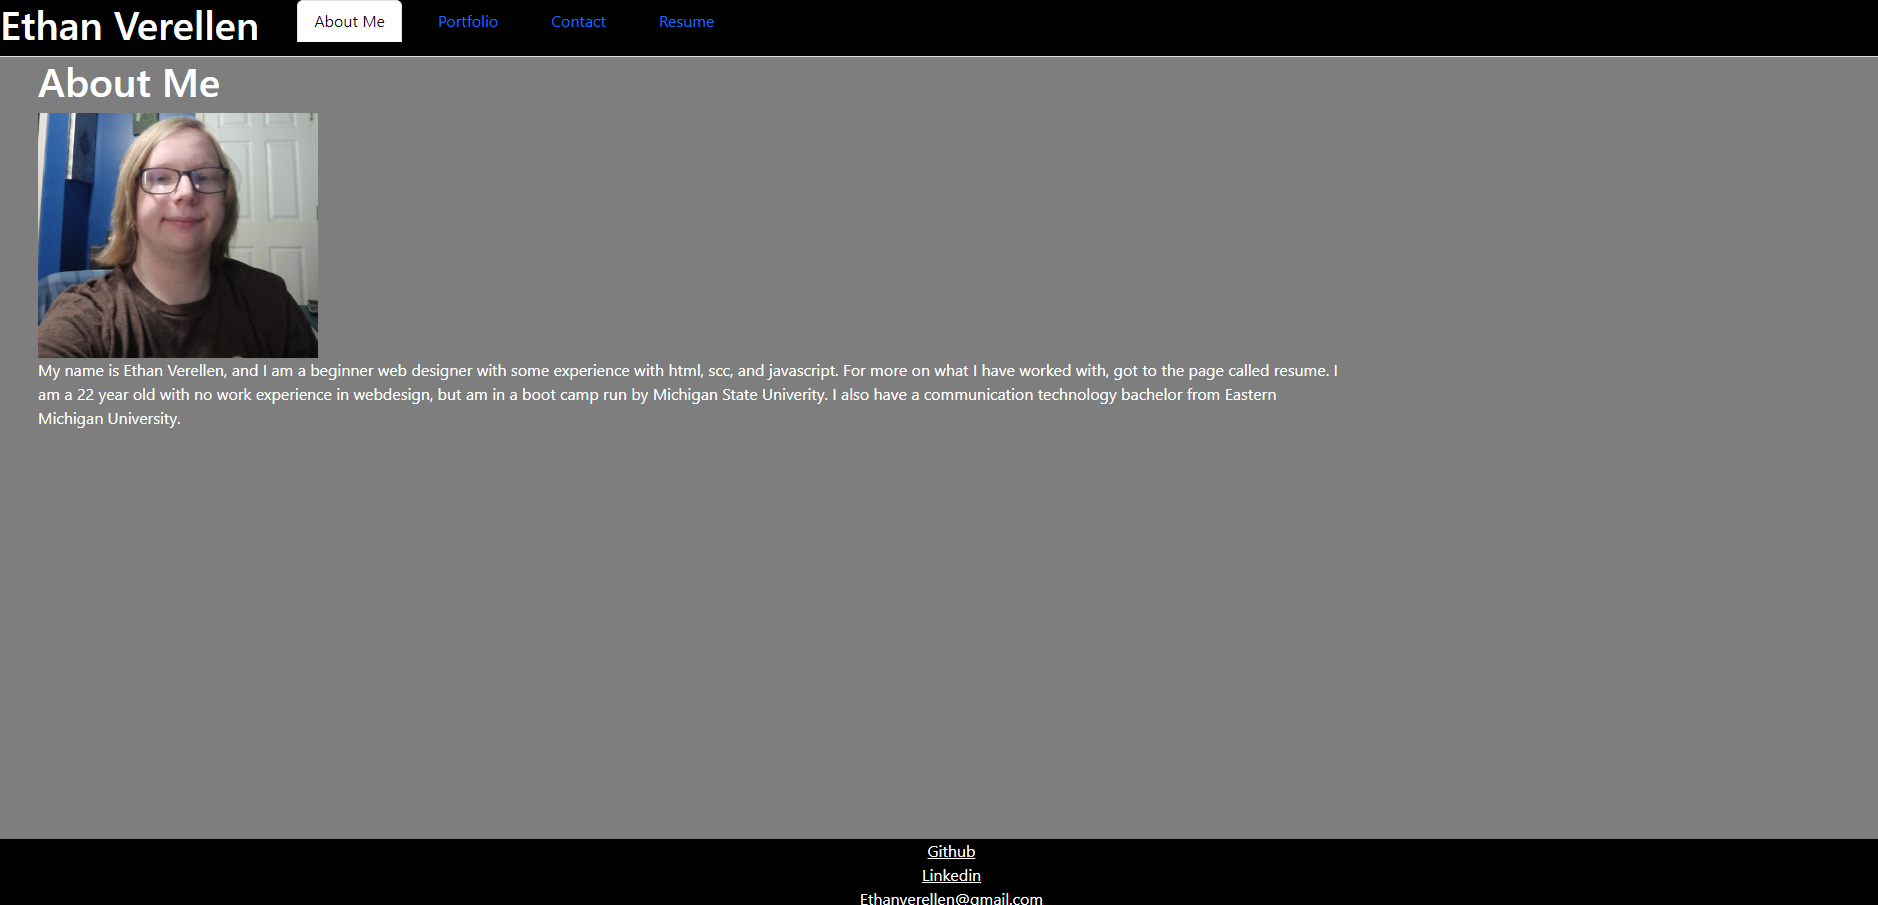 Ethan Verellen About Me Portfolio Contact Resume
About Me
My name is Ethan Verellen, and I am a beginner web designer with some experience with html, scc, and javascript. For more on what I have worked with, got to the page called resume. I
am a 22 year old with no work experience in webdesign, but am in a boot camp run by Michigan State Univerity. I also have a communication technology bachelor from Eastern
Michigan University.
Github
Linkedin
Ethanverellen@gmail.com